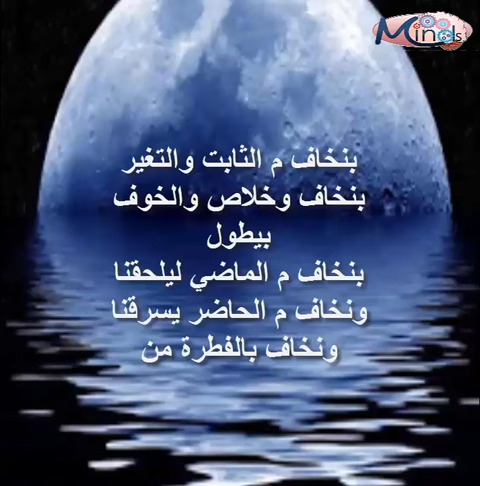 Minds
بنخاف م الثابت والتغير
بنخاف وخلاص والخوف
بيطول
بنخاف م الماضي ليلحقنا
ونخاف م الحاضر يسرقنا
ونخاف بالفطرة من